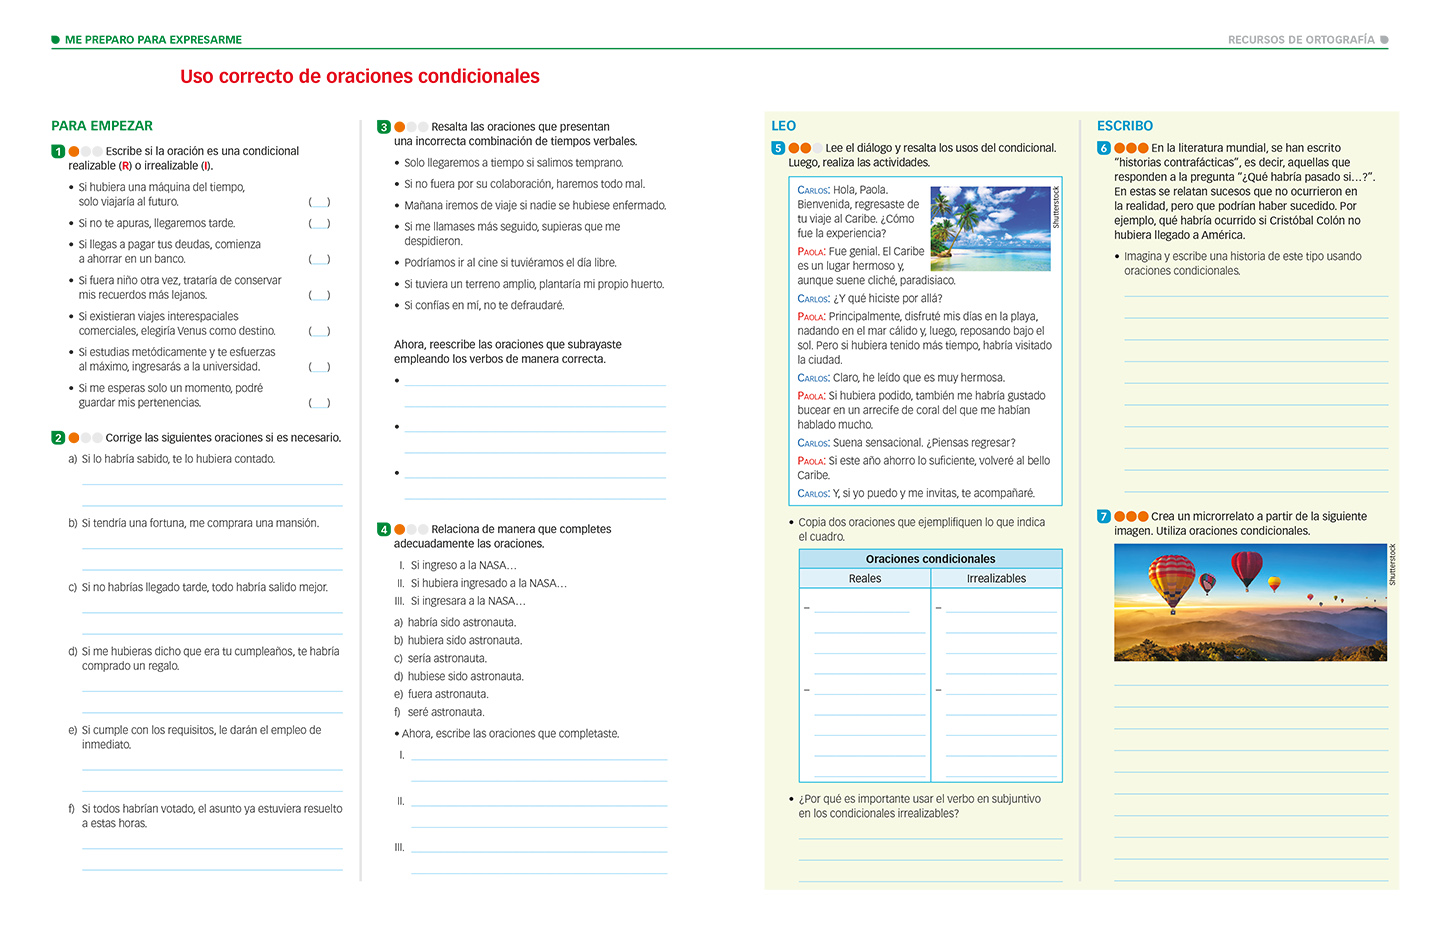 ME PREPARO PARA EXPRESARME
RECURSOS DE ORTOGRAFÍA
Uso correcto de oraciones condicionales
PARA EMPEZAR
1 Escribe si la oración es una condicional
realizable (R) o irrealizable (I).
• Si hubiera una máquina del tiempo,
solo viajaría al futuro. (__)
• Si no te apuras, llegaremos tarde. (__)
• Si llegas a pagar tus deudas, comienza
a ahorrar en un banco. (__)
• Si fuera niño otra vez, trataría de conservar
mis recuerdos más lejanos. (__)
• Si existieran viajes interespaciales
comerciales, elegiría Venus como destino. (__)
• Si estudias metódicamente y te esfuerzas
al máximo, ingresarás a la universidad. (__)
• Si me esperas solo un momento, podré
guardar mis pertenencias. (__)
2 Corrige las siguientes oraciones si es necesario.
a) Si lo habría sabido, te lo hubiera contado.
b) Si tendría una fortuna, me comprara una mansión.
c) Si no habrías llegado tarde, todo habría salido mejor.
d) Si me hubieras dicho que era tu cumpleaños, te habría
comprado un regalo.
e) Si cumple con los requisitos, le darán el empleo de
inmediato.
f) Si todos habrían votado, el asunto ya estuviera resuelto
a estas horas.
3 Resalta las oraciones que presentan
una incorrecta combinación de tiempos verbales.
• Solo llegaremos a tiempo si salimos temprano.
• Si no fuera por su colaboración, haremos todo mal.
• Mañana iremos de viaje si nadie se hubiese enfermado.
• Si me llamases más seguido, supieras que me
despidieron.
• Podríamos ir al cine si tuviéramos el día libre.
• Si tuviera un terreno amplio, plantaría mi propio huerto.
• Si confías en mí, no te defraudaré.
Ahora, reescribe las oraciones que subrayaste
empleando los verbos de manera correcta.
•
•
•
4 Relaciona de manera que completes
adecuadamente las oraciones.
I. Si ingreso a la NASA…
II. Si hubiera ingresado a la NASA…
III. Si ingresara a la NASA…
a) habría sido astronauta.
b) hubiera sido astronauta.
c) sería astronauta.
d) hubiese sido astronauta.
e) fuera astronauta.
f) seré astronauta.
• Ahora, escribe las oraciones que completaste.
I.
II.
III.
LEO
5 Lee el diálogo y resalta los usos del condicional.
Luego, realiza las actividades.
CARLOS: Hola, Paola.
Bienvenida, regresaste de
tu viaje al Caribe. ¿Cómo
fue la experiencia?
PAOLA: Fue genial. El Caribe
es un lugar hermoso y,
aunque suene cliché, paradisiaco.
Shutterstock
CARLOS: ¿Y qué hiciste por allá?
PAOLA: Principalmente, disfruté mis días en la playa,
nadando en el mar cálido y, luego, reposando bajo el
sol. Pero si hubiera tenido más tiempo, habría visitado
la ciudad.
CARLOS: Claro, he leído que es muy hermosa.
PAOLA: Si hubiera podido, también me habría gustado
bucear en un arrecife de coral del que me habían
hablado mucho.
CARLOS: Suena sensacional. ¿Piensas regresar?
PAOLA: Si este año ahorro lo suficiente, volveré al bello
Caribe.
CARLOS: Y, si yo puedo y me invitas, te acompañaré.
• Copia dos oraciones que ejemplifiquen lo que indica
el cuadro.
Oraciones condicionales
Reales Irrealizables
– –
– –
• ¿Por qué es importante usar el verbo en subjuntivo
en los condicionales irrealizables?
ESCRIBO
6 En la literatura mundial, se han escrito
“historias contrafácticas”, es decir, aquellas que
responden a la pregunta “¿Qué habría pasado si…?”.
En estas se relatan sucesos que no ocurrieron en
la realidad, pero que podrían haber sucedido. Por
ejemplo, qué habría ocurrido si Cristóbal Colón no
hubiera llegado a América.
• Imagina y escribe una historia de este tipo usando
oraciones condicionales.
7 Crea un microrrelato a partir de la siguiente
imagen. Utiliza oraciones condicionales.
Shutterstock